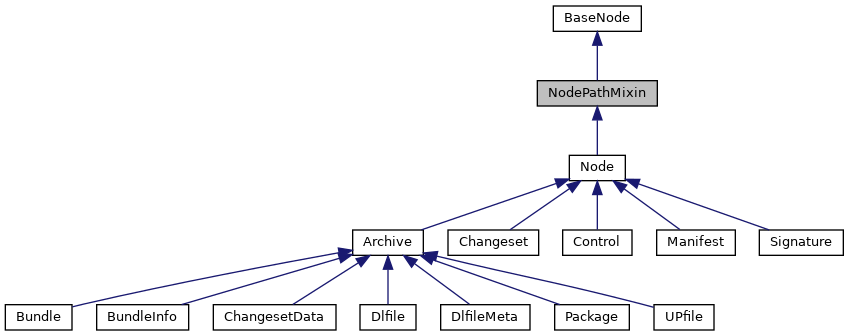 BaseNode
NodePathMixin
Node
Archive
Changeset
Control
Manifest
Signature
Bundle
BundleInfo
ChangesetData
Dlfile
DlfileMeta
Package
UPfile